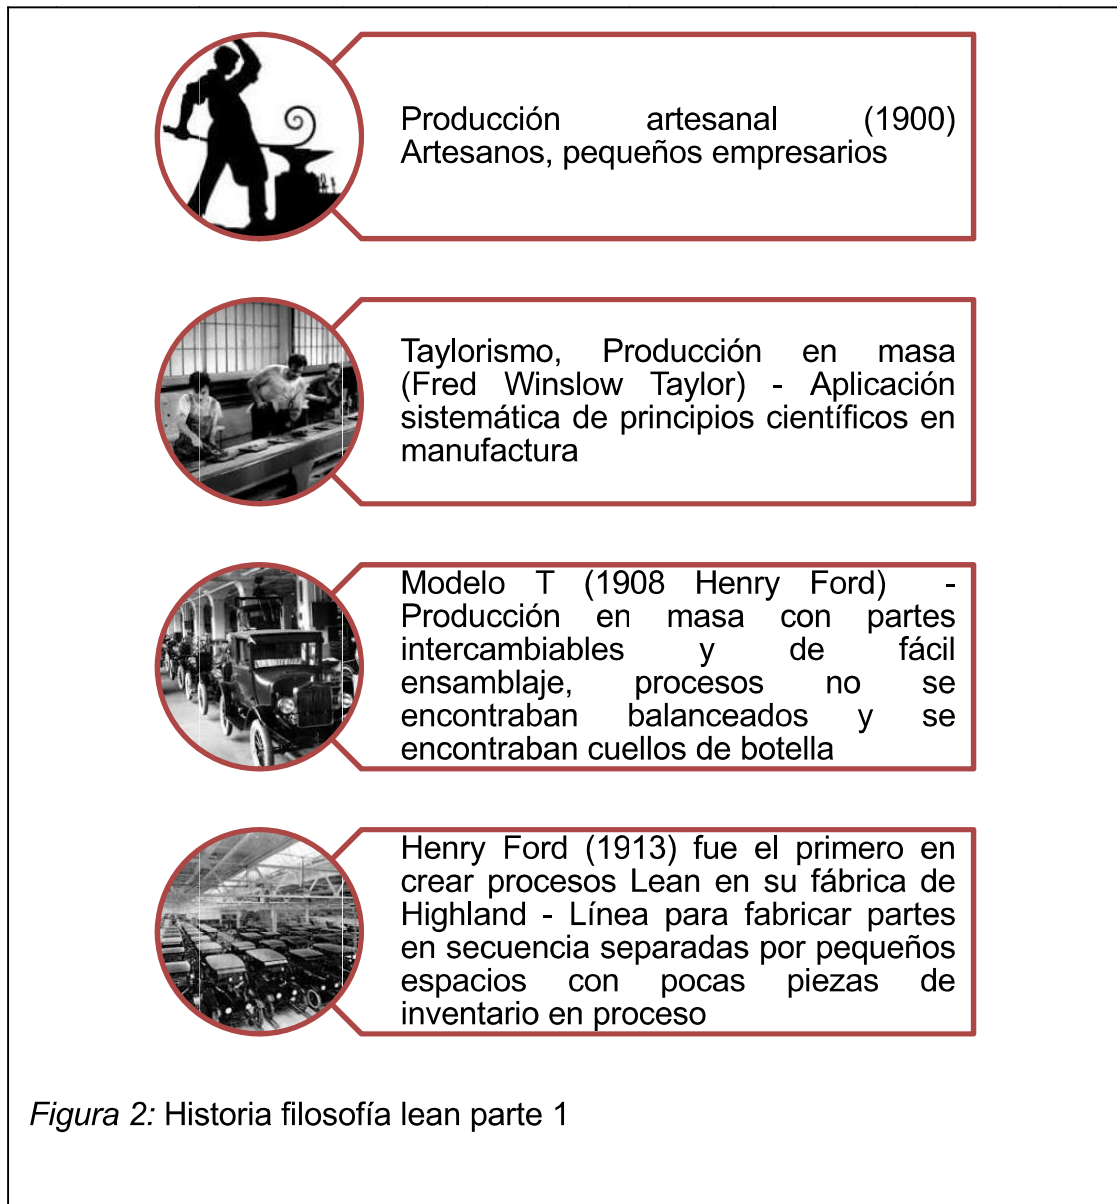 Producción artesanal (1900)
Artesanos, pequeños empresarios
Taylorismo, Producción en masa
(Fred Winslow Taylor) - Aplicación
sistemática de principios científicos en
manufactura
Modelo T (1908 Henry Ford) -
Producción en masa con partes
intercambiables y de fácil
ensamblaje, procesos no se
encontraban balanceados y se
encontraban cuellos de botella
Henry Ford (1913) fue el primero en
crear procesos Lean en su fábrica de
Highland - Línea para fabricar partes
en secuencia separadas por pequeños
espacios con pocas piezas de
inventario en proceso
Figura 2: Historia filosofía lean parte 1